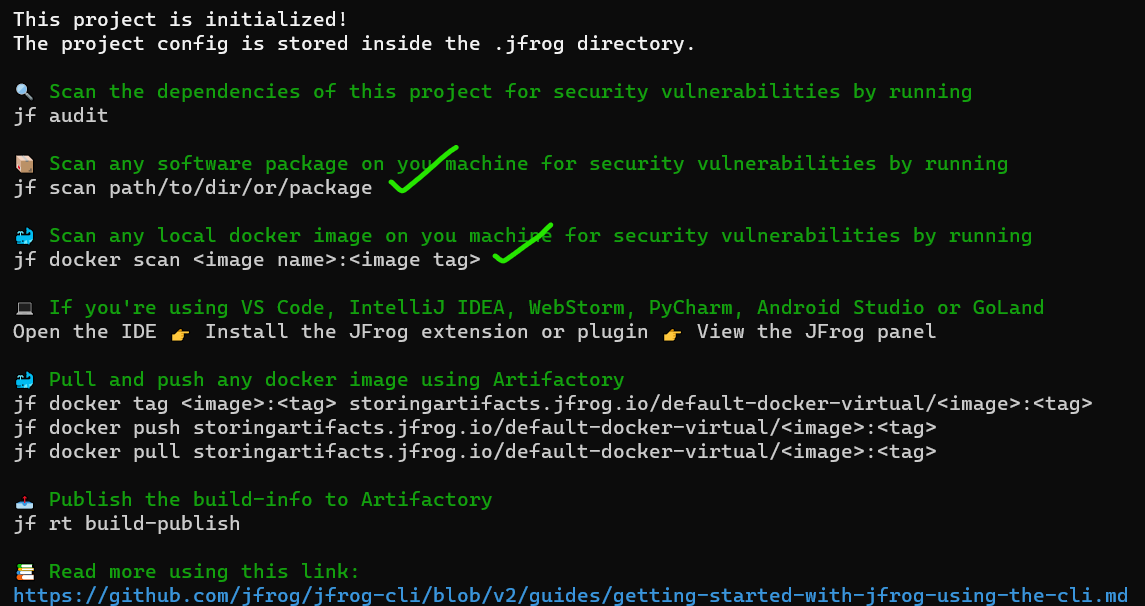 This project is initialized!
The project config is stored inside the .jfrog directory.
Scan the dependencies of this project for security vulnerabilities by running
jf audit
Scan any software package on you machine for security vulnerabilities by running
jf scan path/to/dir/or/package
Scan any local docker image on you machine for security vulnerabilities by running
jf docker scan <image name>:<image tag>
If you're using VS Code, IntelliJ IDEA, WebStorm, PyCharm, Android Studio or GoLand
Open the IDE 👉 Install the JFrog extension or plugin 👉 View the JFrog panel
Pull and push any docker image using Artifactory
jf docker tag <image>:<tag> storingartifacts.jfrog.io/default-docker-virtual/<image>:<tag>
jf docker push storingartifacts.jfrog.io/default-docker-virtual/<image>:<tag>
jf docker pull storingartifacts.jfrog.io/default-docker-virtual/<image>:<tag>
Publish the build-info to Artifactory
jf rt build-publish
Read more using this link:
https://github.com/jfrog/jfrog-cli/blob/v2/guides/getting-started-with-jfrog-using-the-cli.md